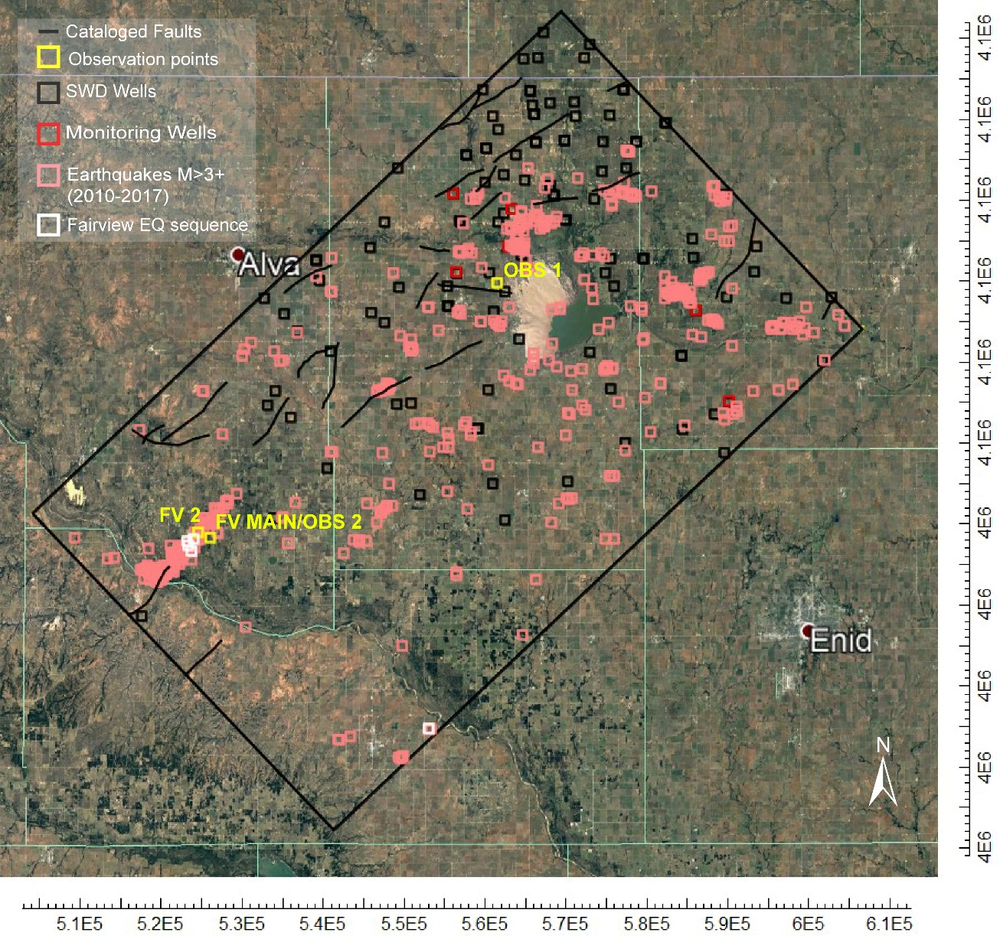 Cataloged Faults
Observation points
SWD Wells
Monitoring Wells
Earthquakes M>3+
(2010-2017)
Fairview EQ sequence
Alva
OBS 1
FV 2
FV MAIN/OBS 2
Enid
N
4.1E6
4.1E6
4.1E6
4.1E6
4.1E6
4.1E6
4E6
4E6
4E6
4E6
4E6
5.1E5
5.2E5
5.3E5
5.4E5
5.5E5
5.6E5
5.7E5
5.8E5
5.9E5
6E5
6.1E5